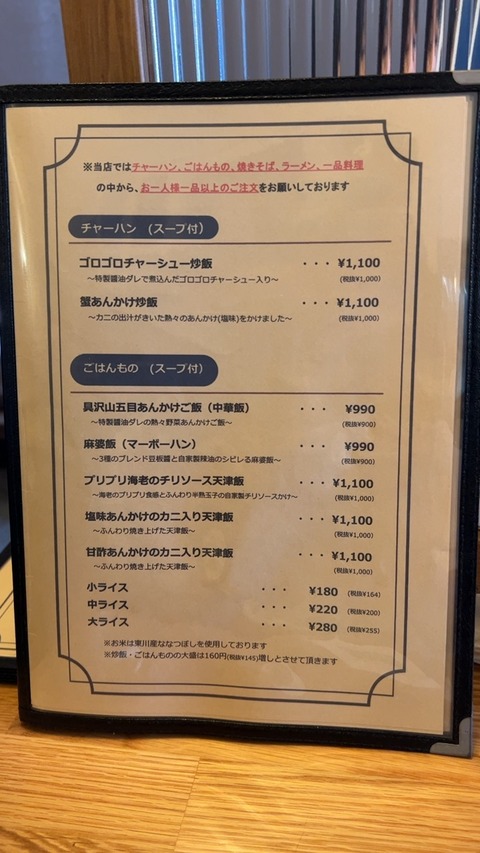 ※当店ではチャーハン、ごはんもの、焼きそば、ラーメン、一品料理
の中から、お一人様一品以上のご注文をお願いしております
チャーハン （スープ付）
ゴロゴロチャーシュー炒飯 ・・・ ¥1,100
～特製醤油ダレで煮込んだゴロゴロチャーシュー入り～ (税抜¥1,000)
蟹あんかけ炒飯 ・・・ ¥1,100
～カニの出汁がきいた熱々のあんかけ(塩味)をかけました～ (税抜¥1,000)
ごはんもの （スープ付）
具沢山五目あんかけご飯（中華飯） ・・・ ¥990
～特製醤油ダレの熱々野菜あんかけご飯～ (税抜¥900)
麻婆飯（マーボーハン） ・・・ ¥990
～3種のブレンド豆板醤と自家製辣油のシビレる麻婆飯～ (税抜¥900)
プリプリ海老のチリソース天津飯 ・・・ ¥1,100
～海老のプリプリ食感とふんわり半熟玉子の自家製チリソースかけ～ (税抜¥1,000)
塩味あんかけのカニ入り天津飯 ・・・ ¥1,100
～ふんわり焼き上げた天津飯～ (税抜¥1,000)
甘酢あんかけのカニ入り天津飯 ・・・ ¥1,100
～ふんわり焼き上げた天津飯～ (税抜¥1,000)
小ライス ・・・ ¥180 (税抜¥164)
中ライス ・・・ ¥220 (税抜¥200)
大ライス ・・・ ¥280 (税抜¥255)
※お米は東川産ななつぼしを使用しております
※炒飯・ごはんものの大盛は160円(税抜¥145)増しとさせて頂きます